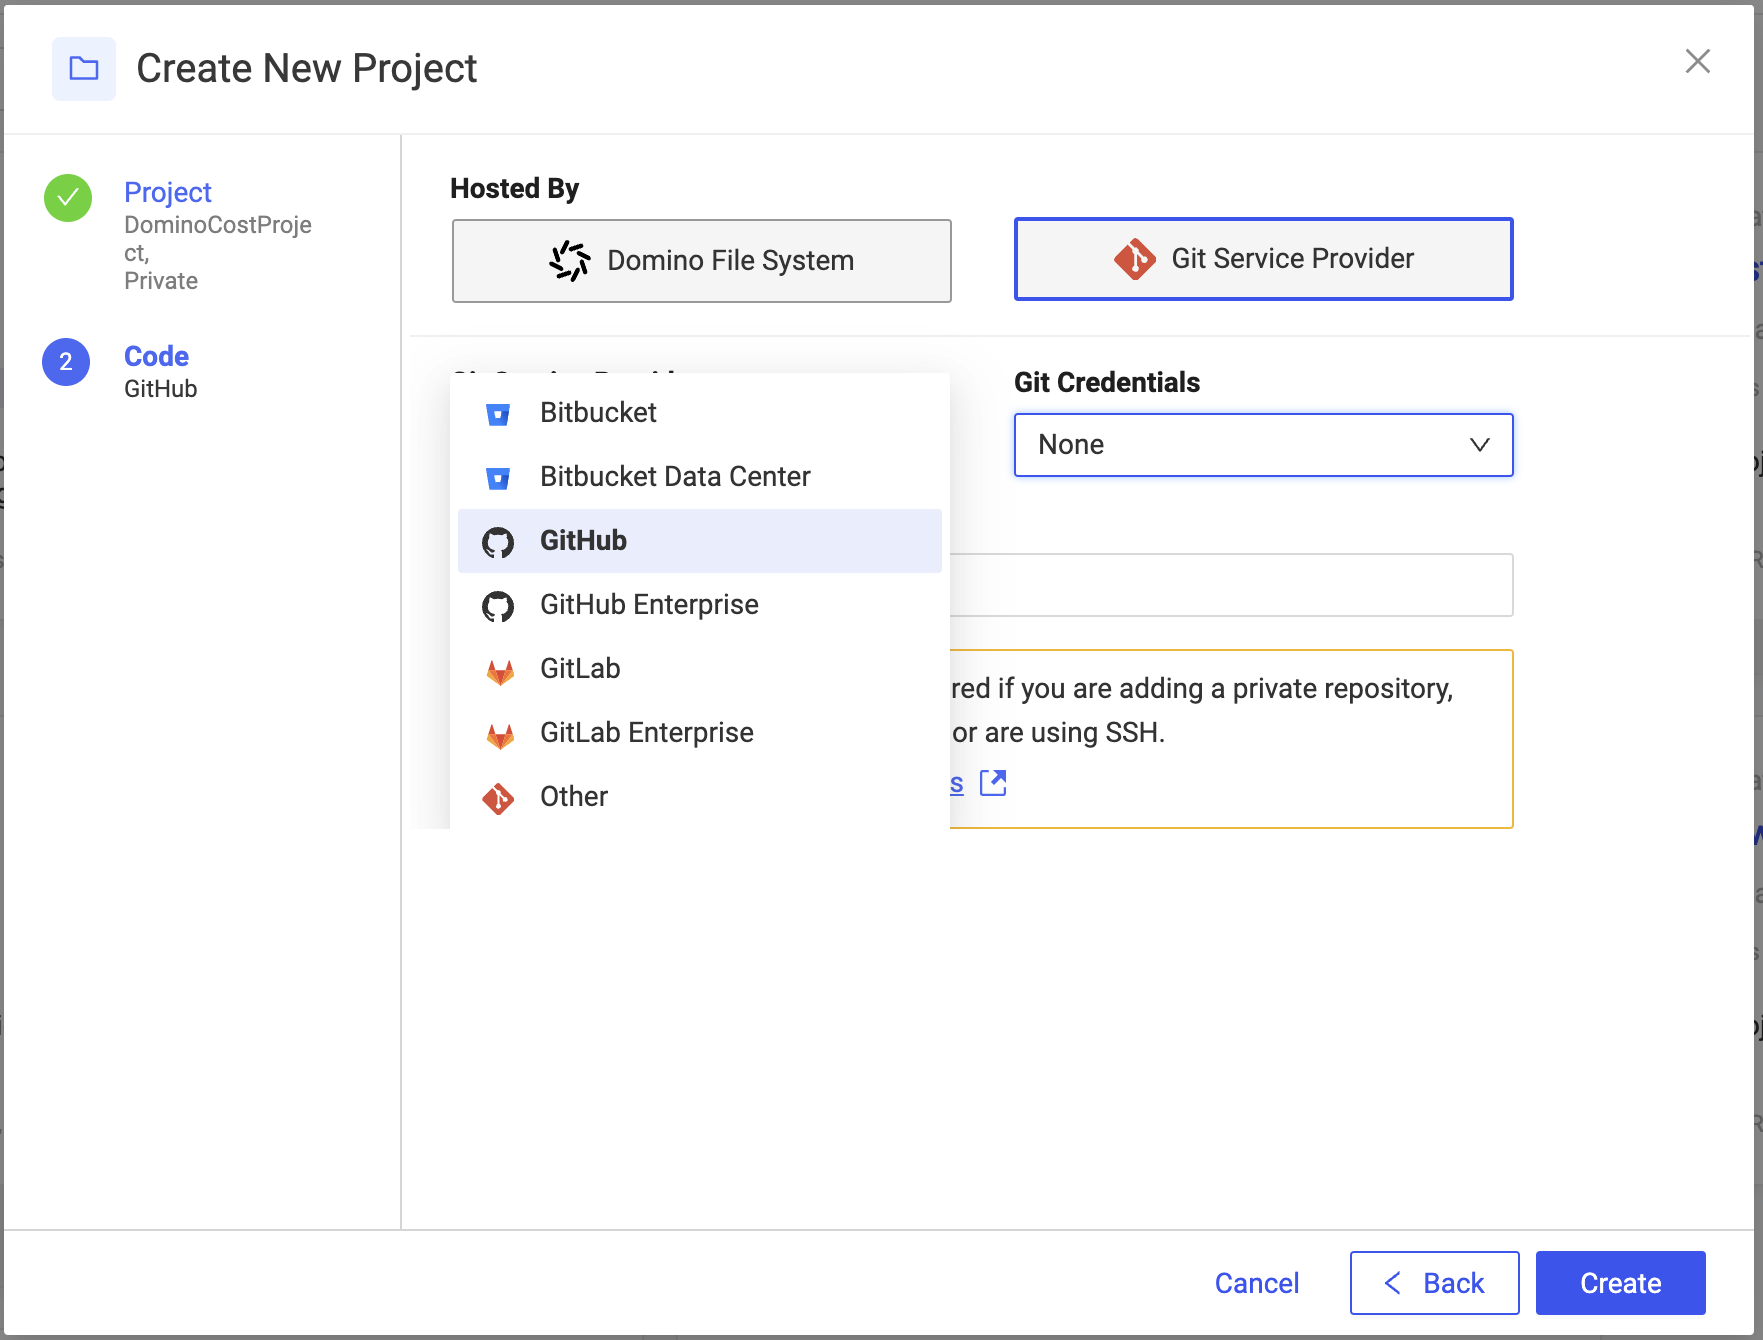 Create New Project
Project
DominoCostProje
ct,
Private
2
Code
GitHub
Hosted By
Domino File System
Git Service Provider
Git Credentials
None
Bitbucket
Bitbucket Data Center
GitHub
GitHub Enterprise
GitLab
GitLab Enterprise
Other
red if you are adding a private repository,
or are using SSH.
s
Cancel
Back
Create